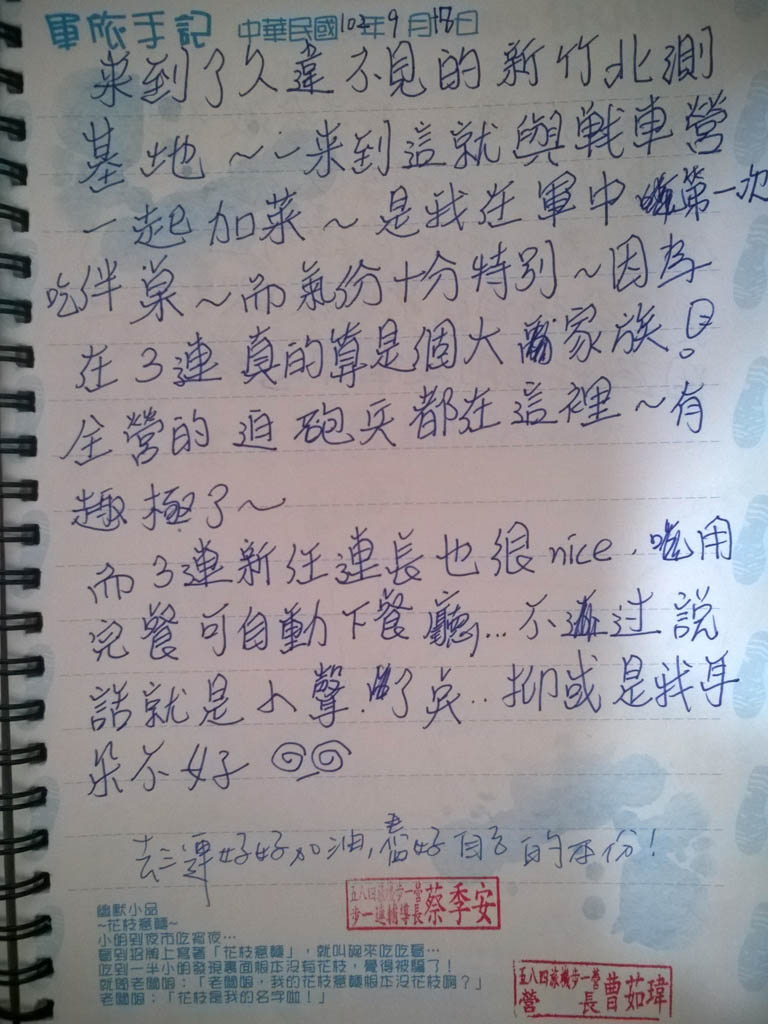 軍旅手記 中華民國103年9月18日
來到了久違不見的新竹北測
基地～～來到這就與戰車營
一起加菜～是我在軍中第一次
吃伴桌～而氣份十分特別～因為
在3連真的算是個大家族！
全營的迫砲兵都在這裡～有
趣極了～
而3連新任連長也很nice.用
完餐可自動下餐廳...不過說
話就是小聲了点..抑或是我耳
朵不好
去三連好好加油,當好自己的本份!
五八四旅機步一營
步一連輔導長蔡季安
幽默小品
~花枝意麵~
小明到夜市吃宵夜…
看到招牌上寫著「花枝意麵」，就叫碗來吃吃看…
吃到一半小明發現裏面根本沒有花枝，覺得被騙了！
就問老闆娘：「老闆娘，我的花枝意麵根本沒花枝啊？」
老闆娘：「花枝是我的名字啦！」
五八四旅機步一營
營 長曹茹瑋